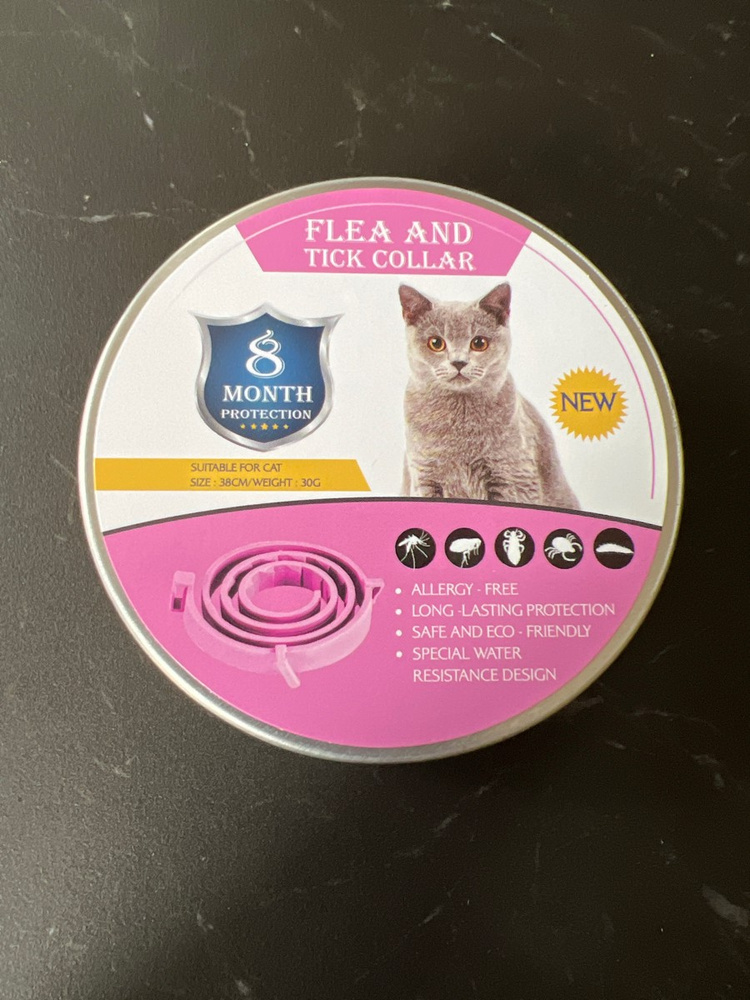 FLEA AND
TICK COLLAR
8
MONTH
PROTECTION
NEW
SUITABLE FOR CAT
SIZE : 38CM/WEIGHT : 30G
• ALLERGY - FREE
• LONG -LASTING PROTECTION
• SAFE AND ECO - FRIENDLY
• SPECIAL WATER
RESISTANCE DESIGN